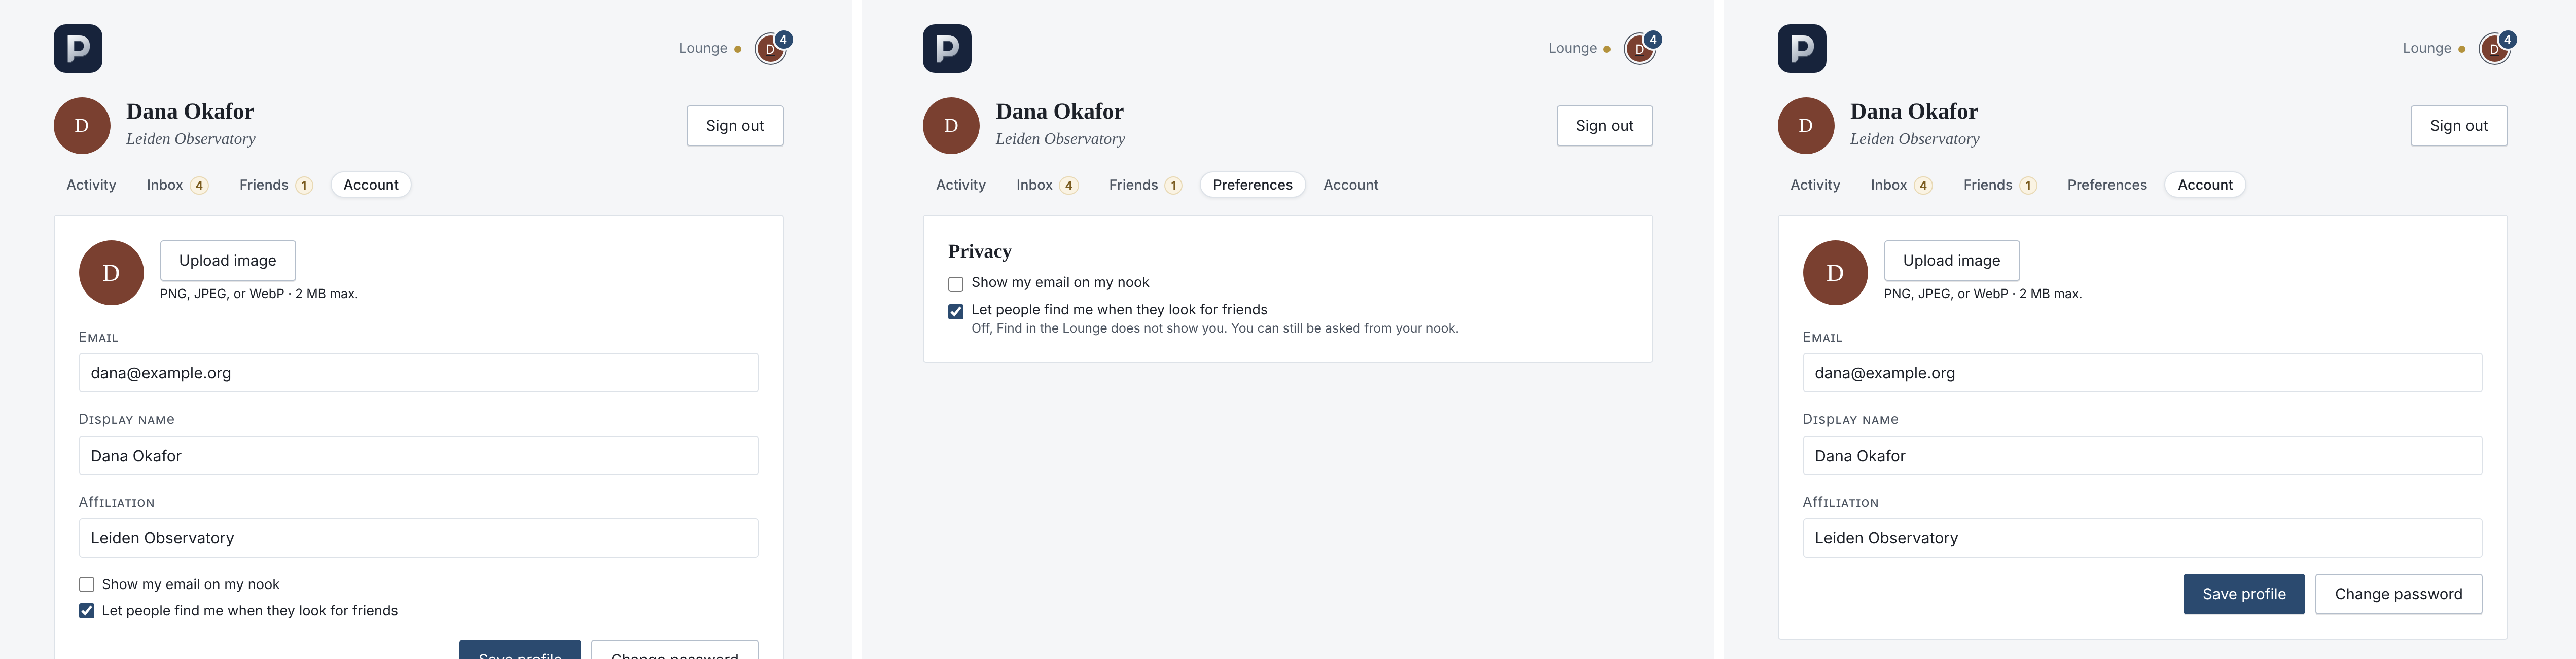 P
Lounge
D 4
D
Dana Okafor
Leiden Observatory
Sign out
Activity Inbox 4 Friends 1 Account
D
Upload image
PNG, JPEG, or WebP · 2 MB max.
Email
dana@example.org
Display name
Dana Okafor
Affiliation
Leiden Observatory
Show my email on my nook
Let people find me when they look for friends
Save profile Change password
P
Lounge
D 4
D
Dana Okafor
Leiden Observatory
Sign out
Activity Inbox 4 Friends 1 Preferences Account
Privacy
Show my email on my nook
Let people find me when they look for friends
Off, Find in the Lounge does not show you. You can still be asked from your nook.
P
Lounge
D 4
D
Dana Okafor
Leiden Observatory
Sign out
Activity Inbox 4 Friends 1 Preferences Account
D
Upload image
PNG, JPEG, or WebP · 2 MB max.
Email
dana@example.org
Display name
Dana Okafor
Affiliation
Leiden Observatory
Save profile Change password